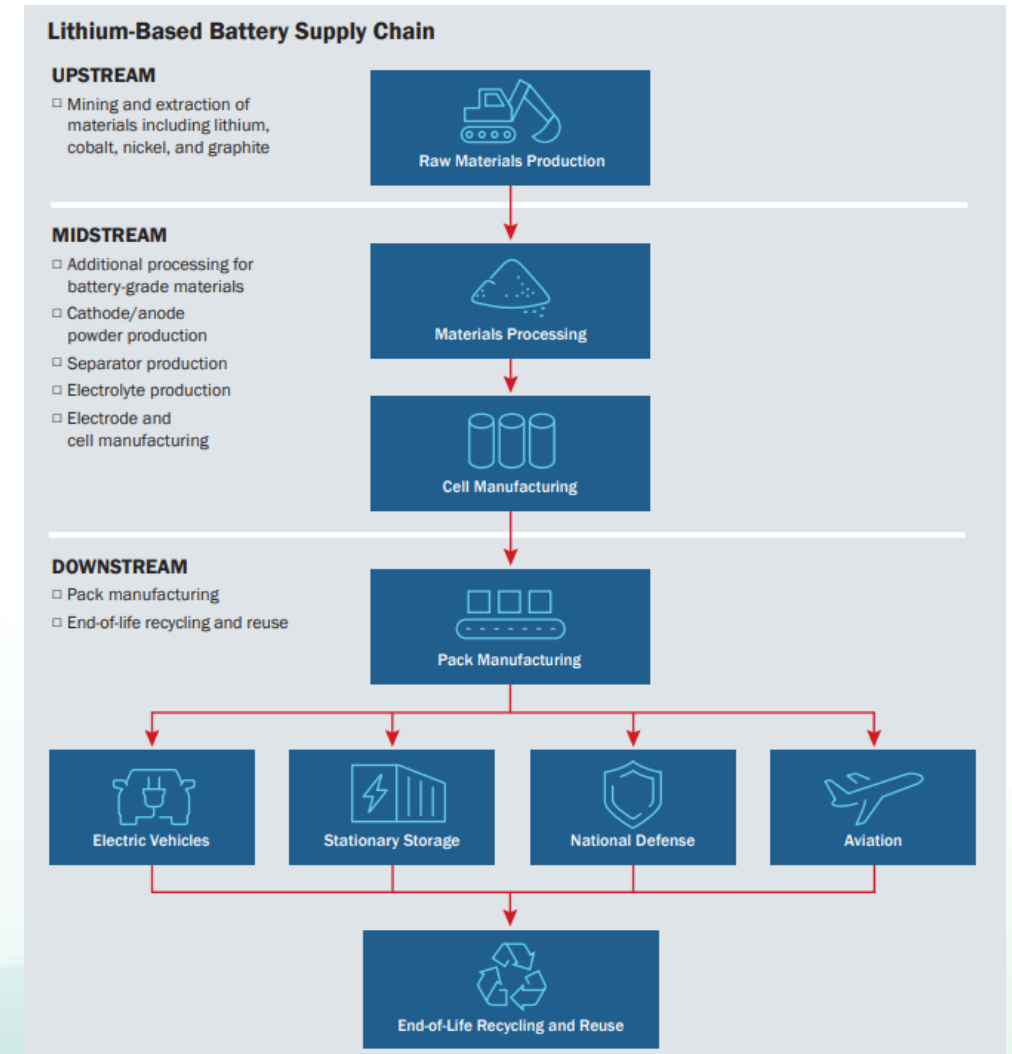 Lithium-Based Battery Supply Chain
UPSTREAM
□ Mining and extraction of
materials including lithium,
cobalt, nickel, and graphite
Raw Materials Production
MIDSTREAM
□ Additional processing for
battery-grade materials
□ Cathode/anode
powder production
□ Separator production
□ Electrolyte production
□ Electrode and
cell manufacturing
Materials Processing
Cell Manufacturing
DOWNSTREAM
□ Pack manufacturing
□ End-of-life recycling and reuse
Pack Manufacturing
Electric Vehicles
Stationary Storage
National Defense
Aviation
End-of-Life Recycling and Reuse